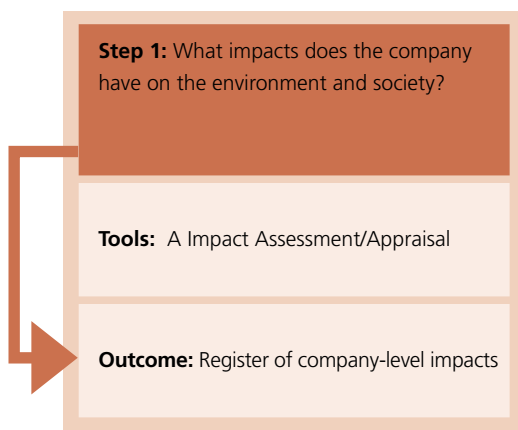 Step 1: What impacts does the company
have on the environment and society?
Tools: A Impact Assessment/Appraisal
Outcome: Register of company-level impacts